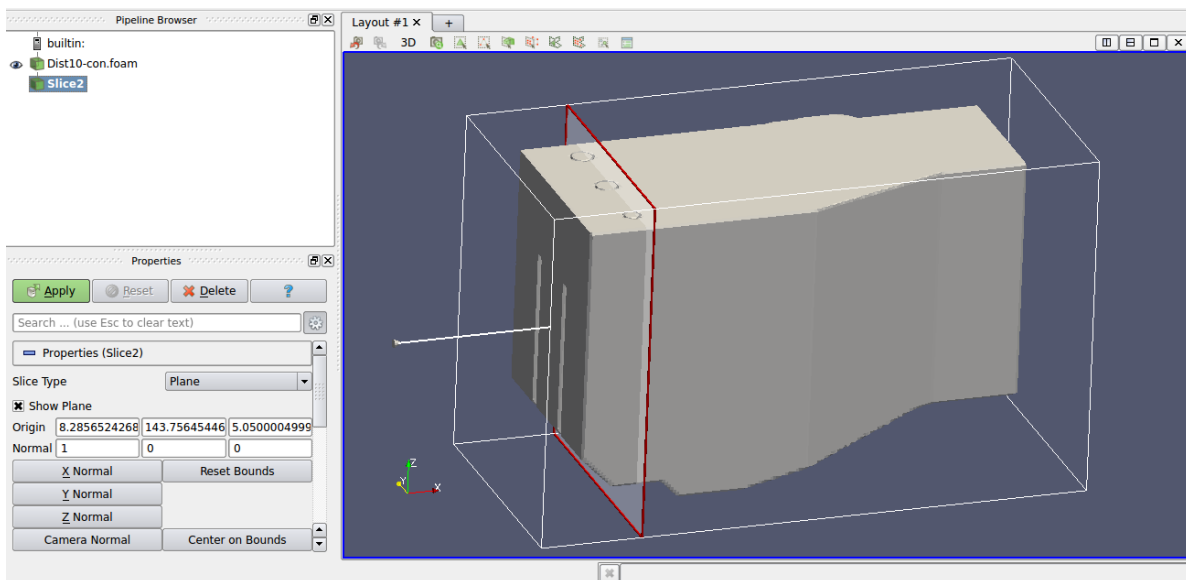 Pipeline Browser
builtin:
Dist10-con.foam
Slice2
Properties
Apply Reset Delete ?
Search ... (use Esc to clear text)
Properties (Slice2)
Slice Type Plane
Show Plane
Origin 8.2856524268 143.75645446 5.0500004999
Normal 1 0 0
X Normal Reset Bounds
Y Normal
Z Normal
Camera Normal Center on Bounds
Layout #1 × +
3D
Z
Y
X